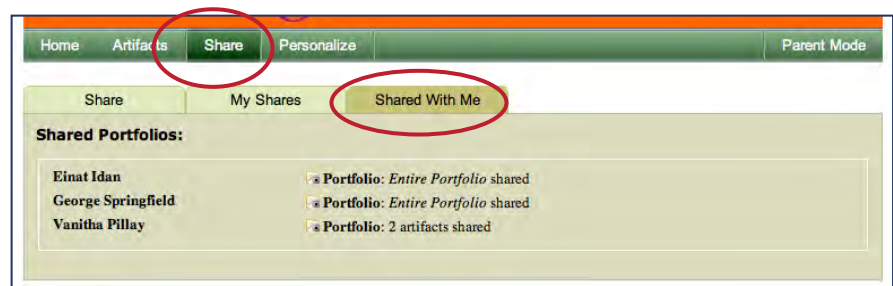 Home Artifacts Share Personalize Parent Mode
Share My Shares Shared With Me
Shared Portfolios:
Einat Idan Portfolio: Entire Portfolio shared
George Springfield Portfolio: Entire Portfolio shared
Vanitha Pillay Portfolio: 2 artifacts shared